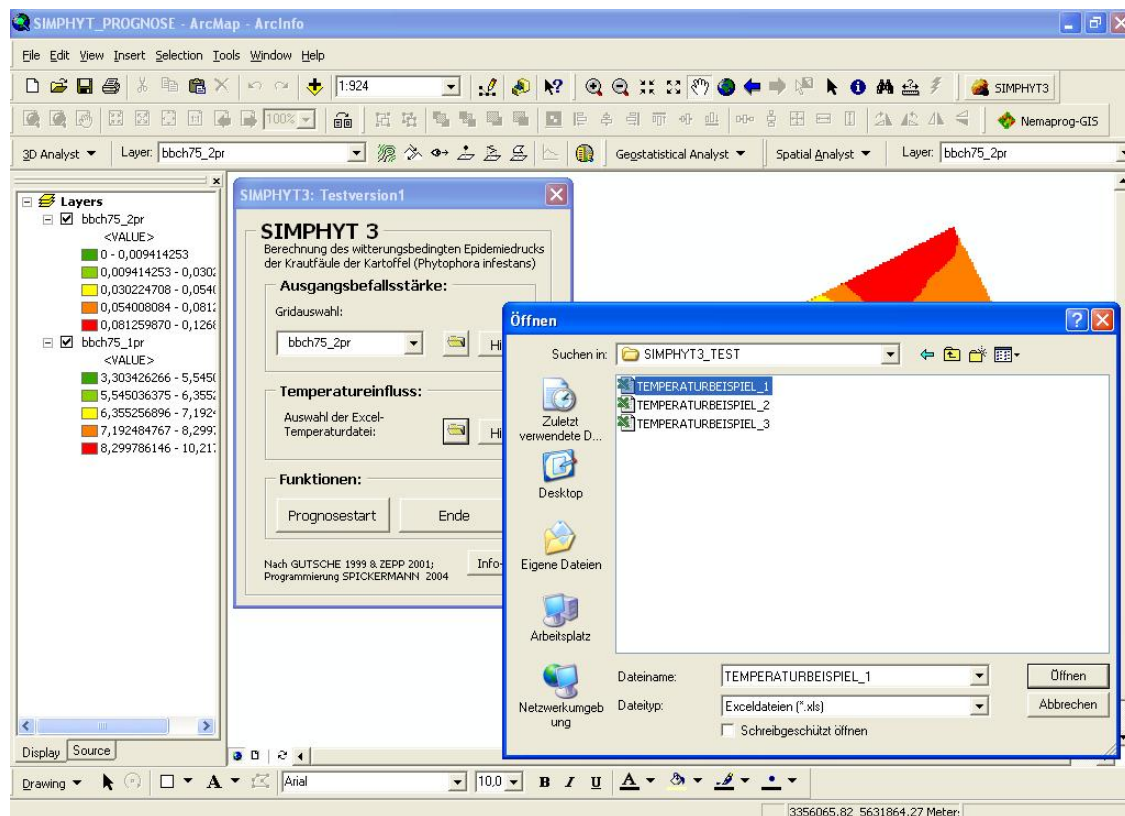 SIMPHYT_PROGNOSE - ArcMap - ArcInfo
File Edit View Insert Selection Tools Window Help
1:924
SIMPHYT3
100%
Nemaprog-GIS
3D Analyst Layer: bbch75_2pr
Geostatistical Analyst
Spatial Analyst
Layer: bbch75_2pr
Layers
bbch75_2pr
<VALUE>
0 - 0,009414253
0,009414253 - 0,0302
0,030224708 - 0,0540
0,054008084 - 0,0812
0,081259870 - 0,1268
bbch75_1pr
<VALUE>
3,303426266 - 5,5450
5,545036375 - 6,3552
6,355256896 - 7,1924
7,192484767 - 8,2997
8,299786146 - 10,217
Display Source
SIMPHYT3: Testversion1
SIMPHYT 3
Berechnung des witterungsbedingten Epidemiedrucks
der Krautfäule der Kartoffel (Phytophora infestans)
Ausgangsbefallsstärke:
Gridauswahl:
bbch75_2pr
Hi
Temperatureinfluss:
Auswahl der Excel-
Temperaturdatei:
Hi
Funktionen:
Prognosestart
Ende
Nach GUTSCHE 1999 & ZEPP 2001;
Programmierung SPICKERMANN 2004
Info-
Öffnen
Suchen in:
SIMPHYT3_TEST
TEMPERATURBEISPIEL_1
TEMPERATURBEISPIEL_2
TEMPERATURBEISPIEL_3
Zuletzt
verwendete D...
Desktop
Eigene Dateien
Arbeitsplatz
Netzwerkumgeb
ung
Dateiname:
TEMPERATURBEISPIEL_1
Öffnen
Dateityp:
Exceldateien (*.xls)
Abbrechen
Schreibgeschützt öffnen
Drawing
A
Arial
10,0
B I U A
3356065,82 5631864,27 Meter: